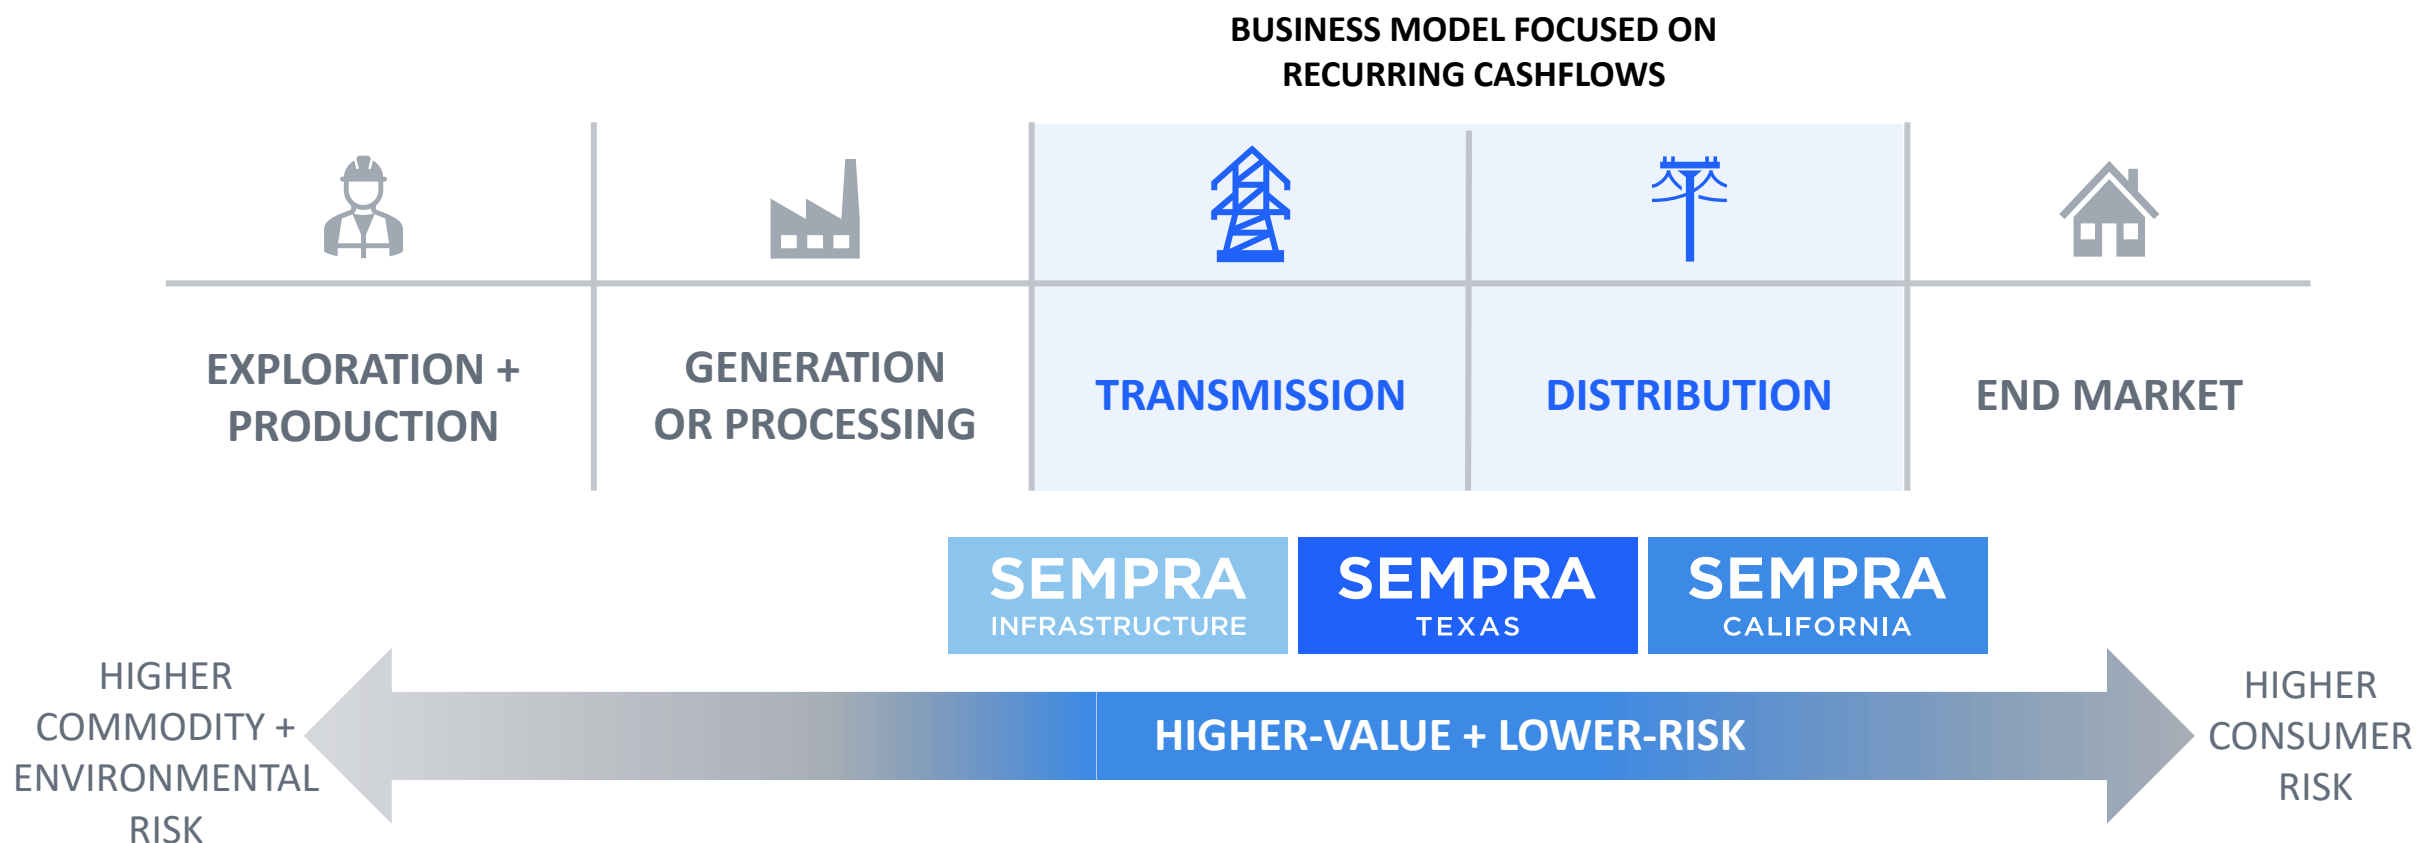 BUSINESS MODEL FOCUSED ON
RECURRING CASHFLOWS
EXPLORATION +
PRODUCTION
GENERATION
OR PROCESSING
TRANSMISSION
DISTRIBUTION
END MARKET
SEMPRA
INFRASTRUCTURE
SEMPRA
TEXAS
SEMPRA
CALIFORNIA
HIGHER
COMMODITY +
ENVIRONMENTAL
RISK
HIGHER-VALUE + LOWER-RISK
HIGHER
CONSUMER
RISK